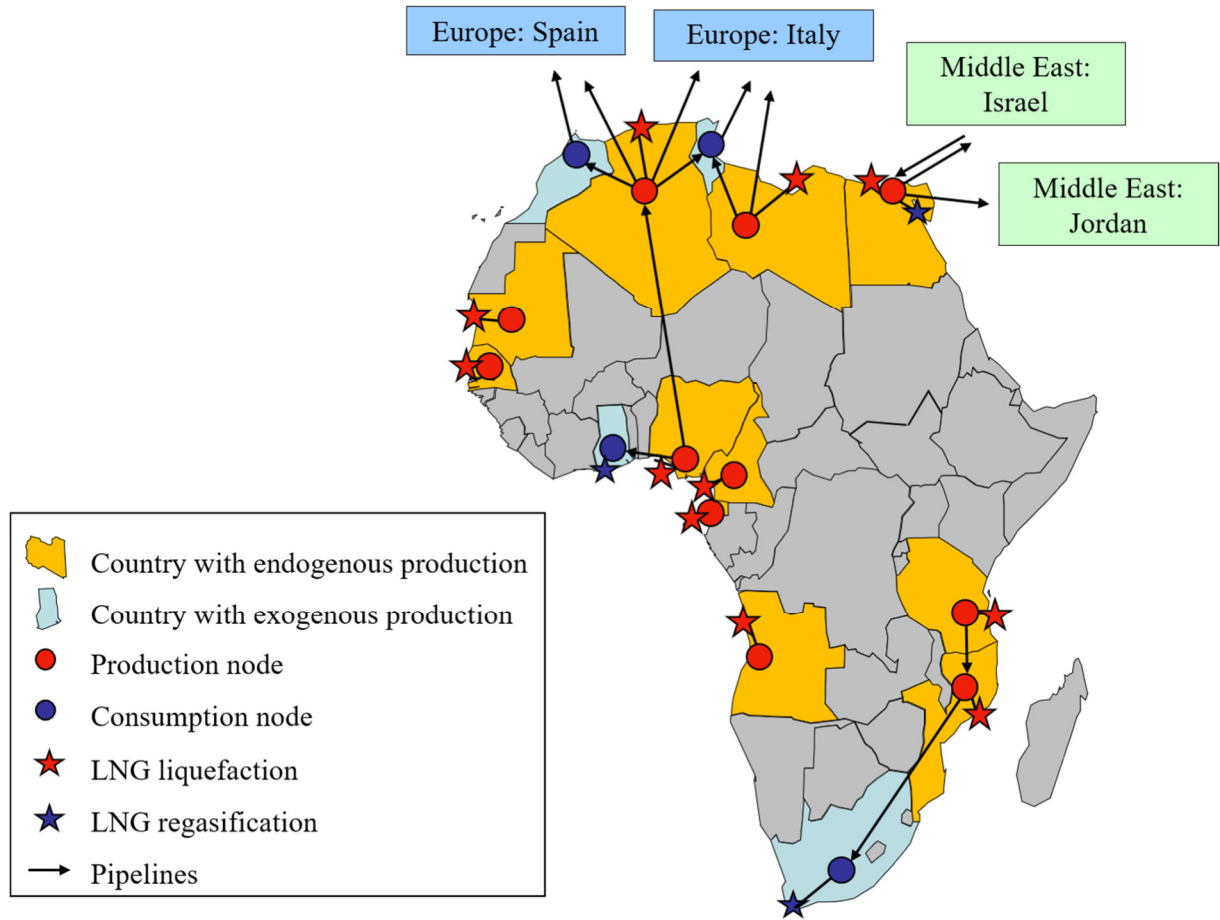 Europe: Spain
Europe: Italy
Middle East:
Israel
Middle East:
Jordan
Country with endogenous production
Country with exogenous production
Production node
Consumption node
LNG liquefaction
LNG regasification
Pipelines